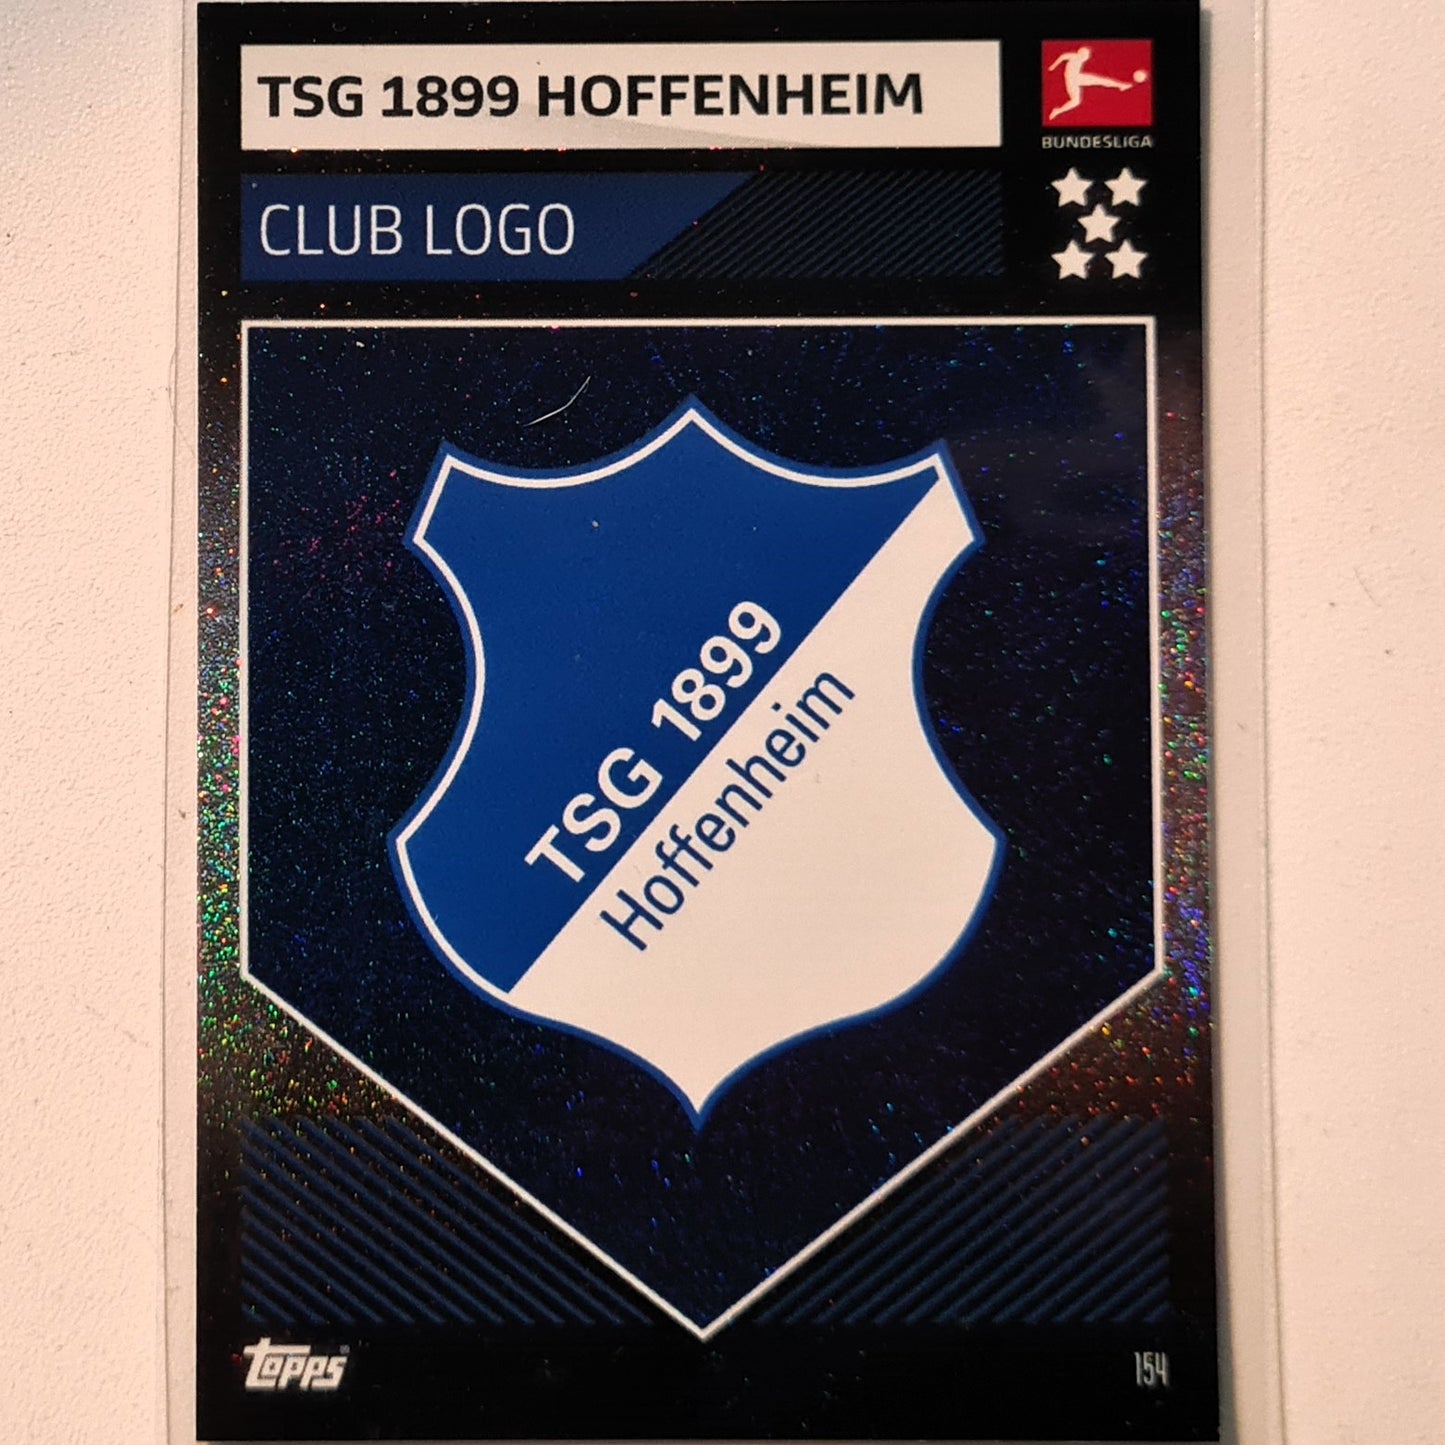 TSG 1899 HOFFENHEIM
BUNDESLIGA
CLUB LOGO
TSG 1899
Hoffenheim
Topps
154